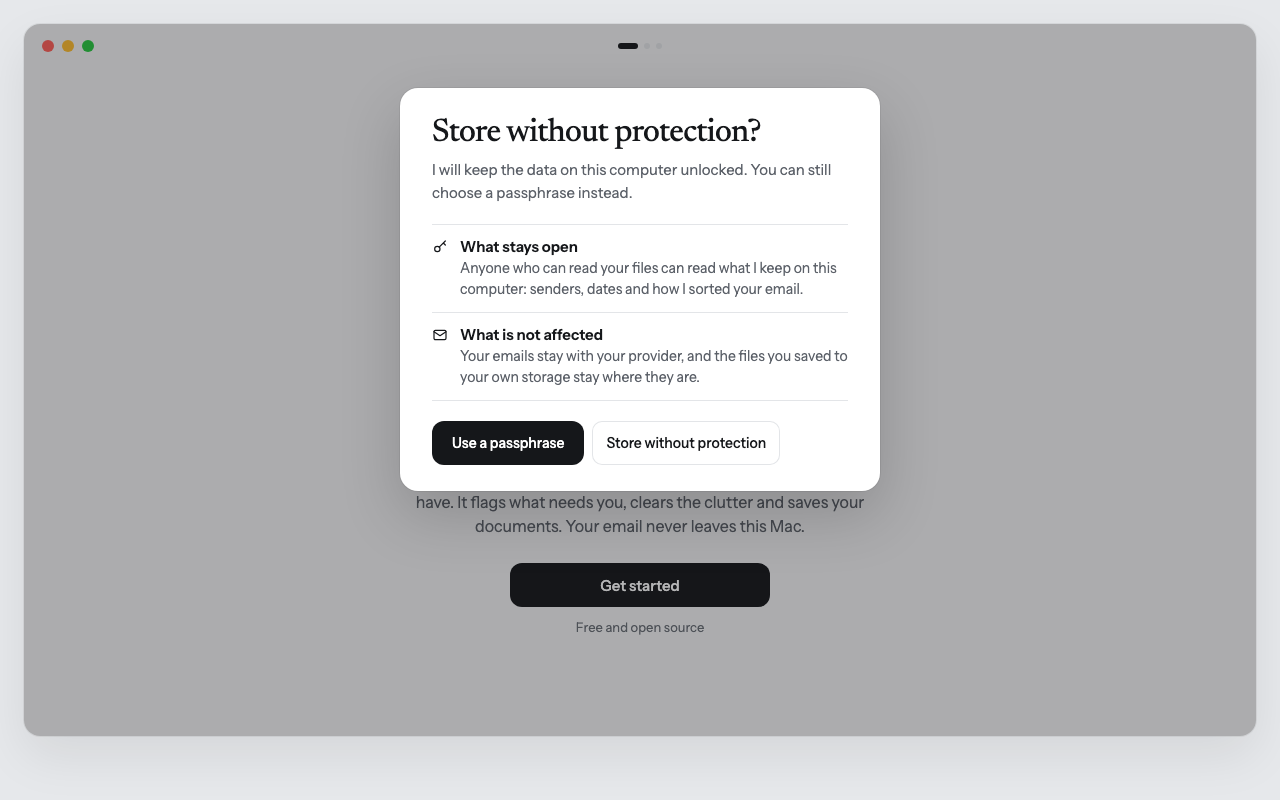 Store without protection?
I will keep the data on this computer unlocked. You can still
choose a passphrase instead.
What stays open
Anyone who can read your files can read what I keep on this
computer: senders, dates and how I sorted your email.
What is not affected
Your emails stay with your provider, and the files you saved to
your own storage stay where they are.
Use a passphrase
Store without protection
have. It flags what needs you, clears the clutter and saves your
documents. Your email never leaves this Mac.
Get started
Free and open source